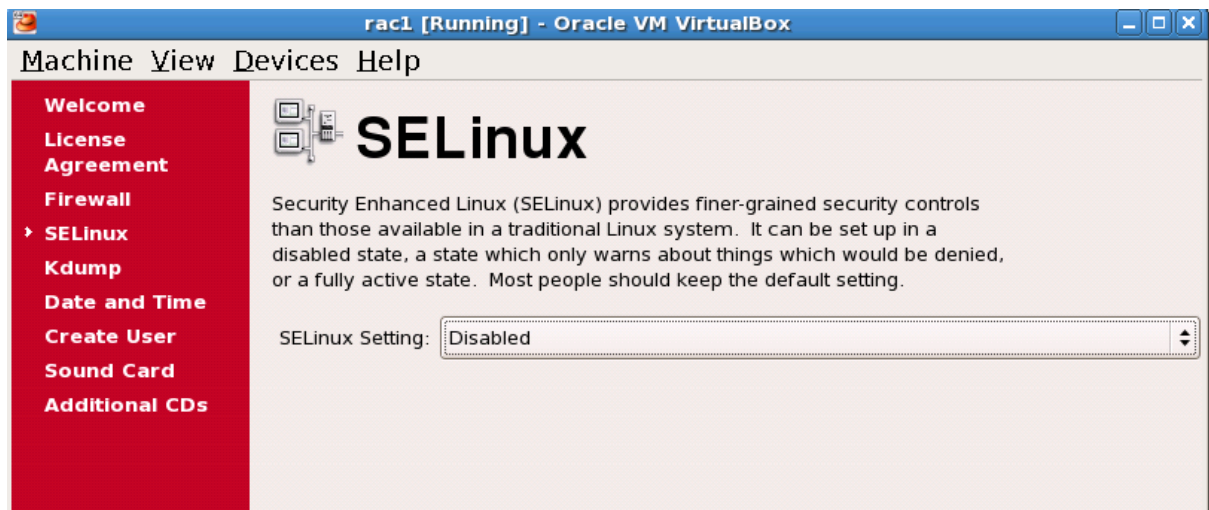 rac1 [Running] - Oracle VM VirtualBox
Machine View Devices Help
Welcome
License
Agreement
Firewall
SELinux
Kdump
Date and Time
Create User
Sound Card
Additional CDs
SELinux
Security Enhanced Linux (SELinux) provides finer-grained security controls
than those available in a traditional Linux system. It can be set up in a
disabled state, a state which only warns about things which would be denied,
or a fully active state. Most people should keep the default setting.
SELinux Setting: Disabled